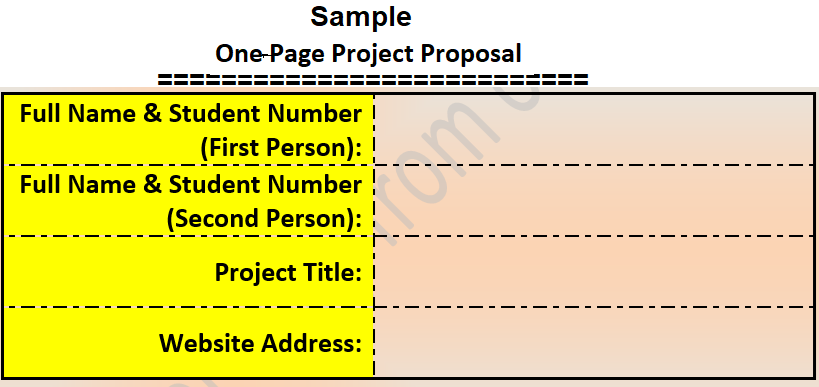 Sample
One-Page Project Proposal
===========================
Full Name & Student Number
(First Person):
Full Name & Student Number
(Second Person):
Project Title:
Website Address:
from